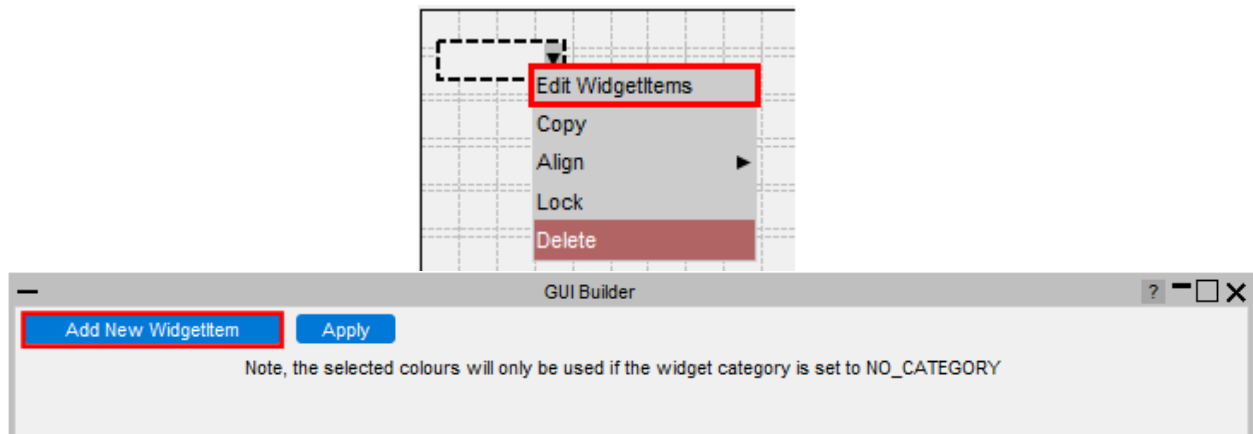 Edit WidgetItems
Copy
Align
Lock
Delete
GUI Builder
?
Add New WidgetItem
Apply
Note, the selected colours will only be used if the widget category is set to NO_CATEGORY